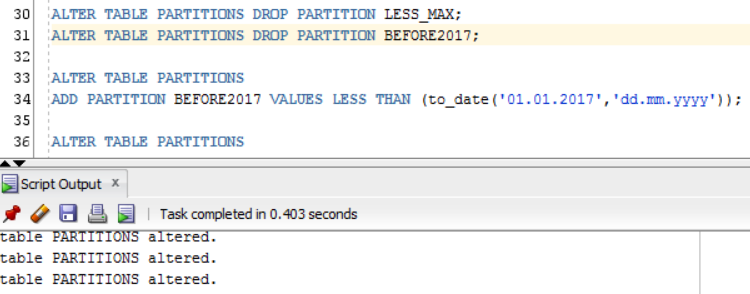 30 ALTER TABLE PARTITIONS DROP PARTITION LESS_MAX;
31 ALTER TABLE PARTITIONS DROP PARTITION BEFORE2017;
32
33 ALTER TABLE PARTITIONS
34 ADD PARTITION BEFORE2017 VALUES LESS THAN (to_date('01.01.2017','dd.mm.yyyy'));
35
36 ALTER TABLE PARTITIONS
Script Output x
Task completed in 0.403 seconds
table PARTITIONS altered.
table PARTITIONS altered.
table PARTITIONS altered.